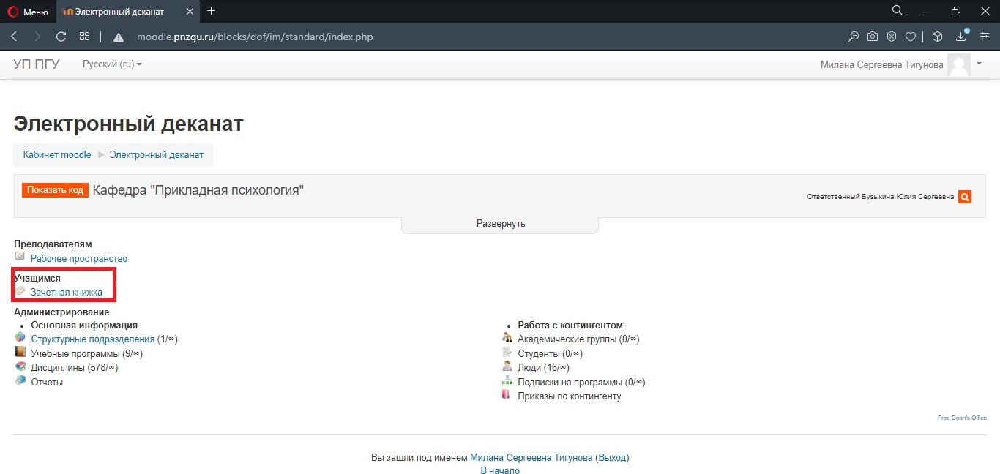 Меню
Электронный деканат
moodle.pnzgu.ru/blocks/dof/im/standard/index.php
УП ПГУ Русский (ru) Милана Сергеевна Тигунова
Электронный деканат
Кабинет moodle Электронный деканат
Показать код Кафедра "Прикладная психология"
Ответственный Бузыкина Юлия Сергеевна
Развернуть
Преподавателям
Рабочее пространство
Учащимся
Зачетная книжка
Администрирование
• Основная информация
Структурные подразделения (1/∞)
Учебные программы (9/∞)
Дисциплины (578/∞)
Отчеты
• Работа с контингентом
Академические группы (0/∞)
Студенты (0/∞)
Люди (16/∞)
Подписки на программы (0/∞)
Приказы по контингенту
Free Dean's Office
Вы зашли под именем Милана Сергеевна Тигунова (Выход)
В начало